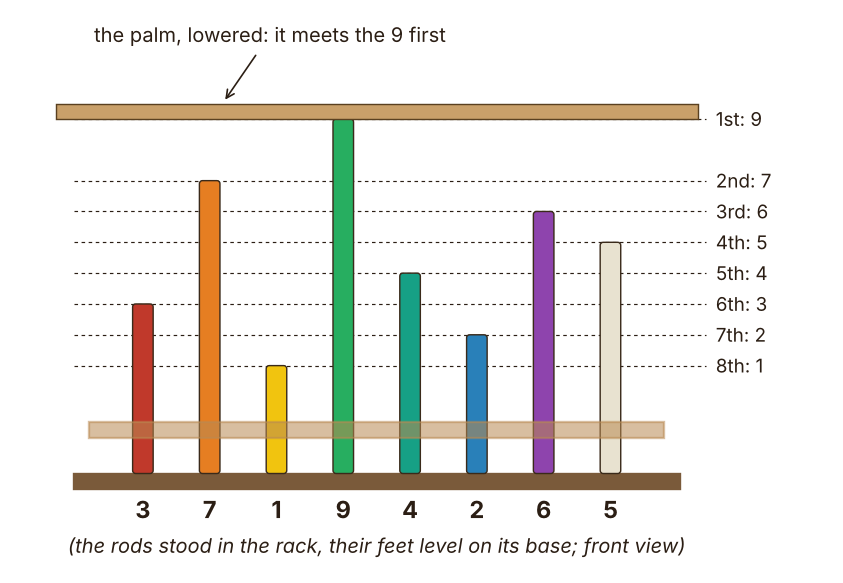 the palm, lowered: it meets the 9 first
1st: 9
2nd: 7
3rd: 6
4th: 5
5th: 4
6th: 3
7th: 2
8th: 1
3 7 1 9 4 2 6 5
(the rods stood in the rack, their feet level on its base; front view)